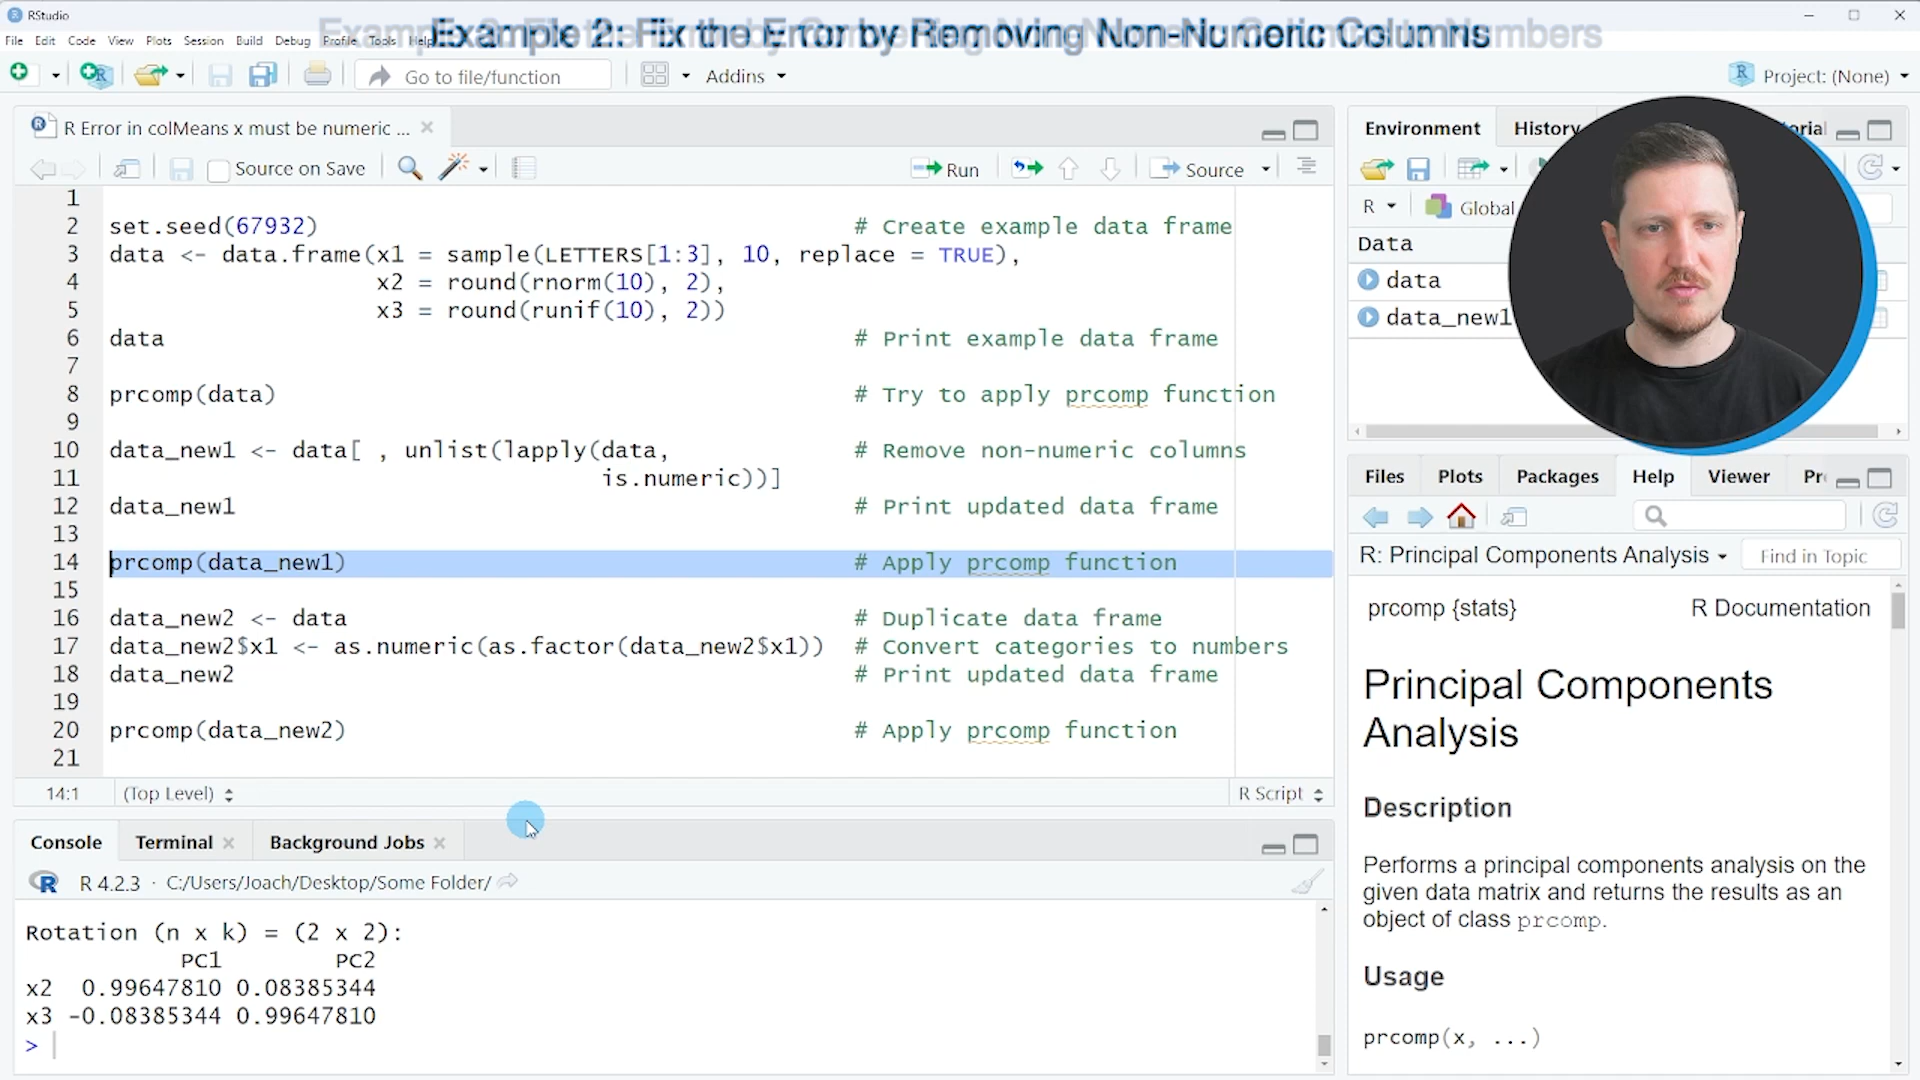 RStudio
Example 2: Fix the Error by Removing Non-Numeric Columns
File Edit Code View Plots Session Build Debug Profile Tools Help
Go to file/function
Addins
Project: (None)
R Error in colMeans x must be numeric ...
Source on Save
Run
Source
1
2 set.seed(67932) # Create example data frame
3 data <- data.frame(x1 = sample(LETTERS[1:3], 10, replace = TRUE),
4 x2 = round(rnorm(10), 2),
5 x3 = round(runif(10), 2))
6 data # Print example data frame
7
8 prcomp(data) # Try to apply prcomp function
9
10 data_new1 <- data[ , unlist(lapply(data, # Remove non-numeric columns
11 is.numeric))]
12 data_new1 # Print updated data frame
13
14 prcomp(data_new1) # Apply prcomp function
15
16 data_new2 <- data # Duplicate data frame
17 data_new2$x1 <- as.numeric(as.factor(data_new2$x1)) # Convert categories to numbers
18 data_new2 # Print updated data frame
19
20 prcomp(data_new2) # Apply prcomp function
21
14:1 (Top Level) R Script
Console Terminal Background Jobs
R 4.2.3 · C:/Users/Joach/Desktop/Some Folder/
Rotation (n x k) = (2 x 2):
PC1 PC2
x2 0.99647810 0.08385344
x3 -0.08385344 0.99647810
>
Environment History
R Global
Data
data
data_new1
Files Plots Packages Help Viewer
R: Principal Components Analysis Find in Topic
prcomp {stats} R Documentation
Principal Components
Analysis
Description
Performs a principal components analysis on the
given data matrix and returns the results as an
object of class prcomp.
Usage
prcomp(x, ...)